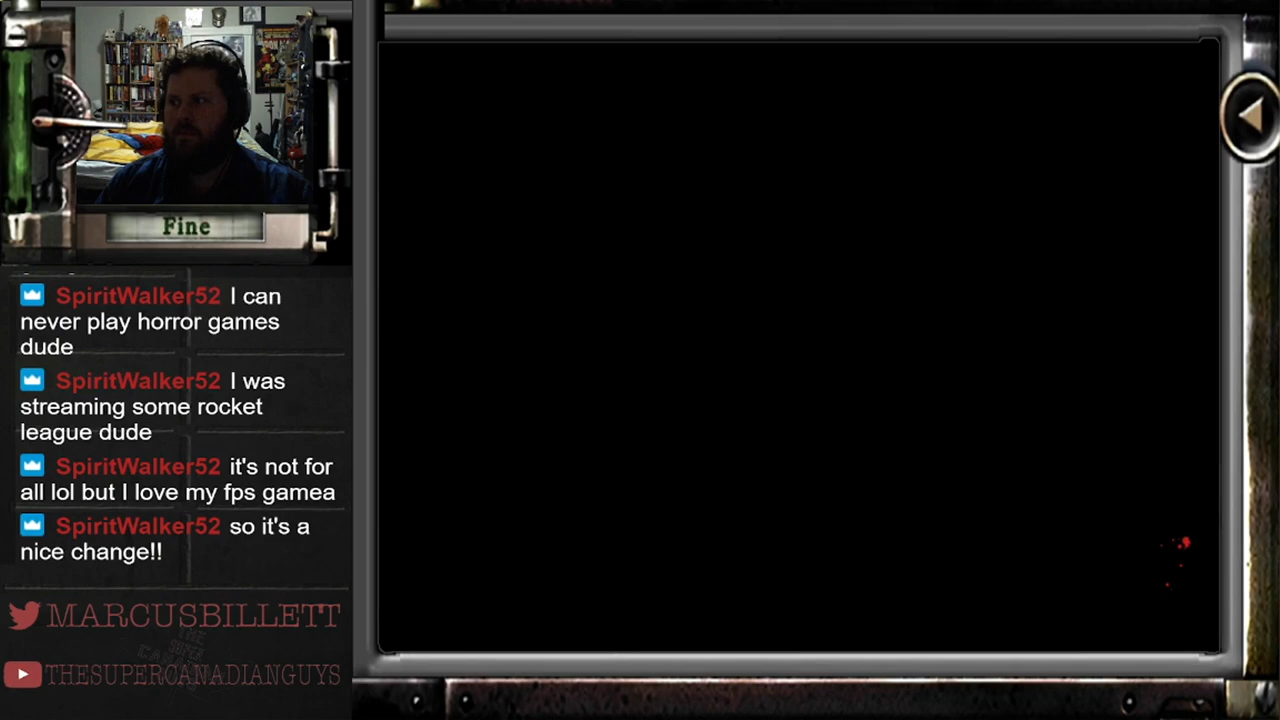 Fine
SpiritWalker52 I can
never play horror games
dude
SpiritWalker52 I was
streaming some rocket
league dude
SpiritWalker52 it's not for
all lol but I love my fps gamea
SpiritWalker52 so it's a
nice change!!
MARCUSBILLETT
THESUPERCANADIANGUYS